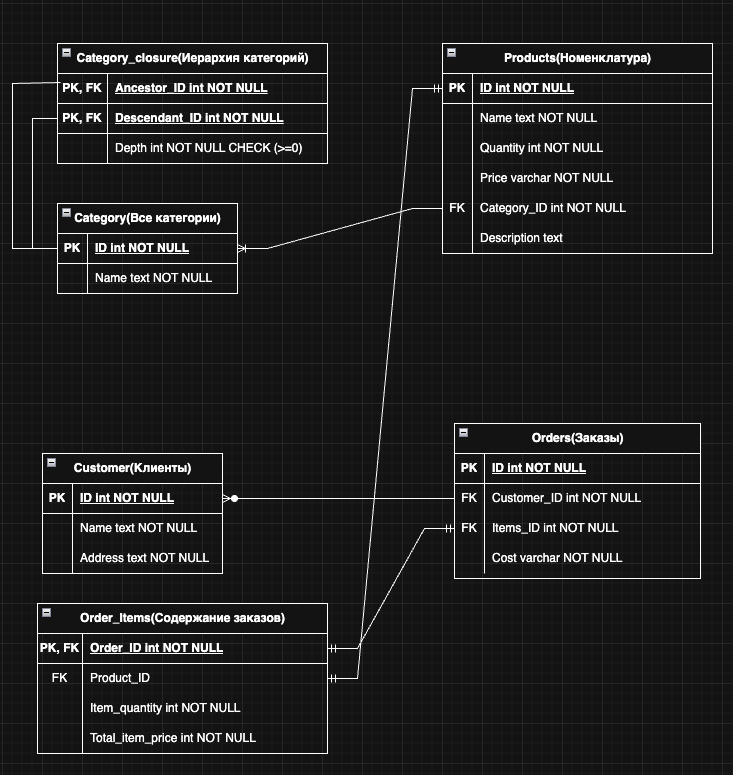 Category_closure(Иерархия категорий)
PK, FK Ancestor_ID int NOT NULL
PK, FK Descendant_ID int NOT NULL
Depth int NOT NULL CHECK (>=0)
Category(Все категории)
PK ID int NOT NULL
Name text NOT NULL
Products(Номенклатура)
PK ID int NOT NULL
Name text NOT NULL
Quantity int NOT NULL
Price varchar NOT NULL
FK Category_ID int NOT NULL
Description text
Customer(Клиенты)
PK ID int NOT NULL
Name text NOT NULL
Address text NOT NULL
Orders(Заказы)
PK ID int NOT NULL
FK Customer_ID int NOT NULL
FK Items_ID int NOT NULL
Cost varchar NOT NULL
Order_Items(Содержание заказов)
PK, FK Order_ID int NOT NULL
FK Product_ID
Item_quantity int NOT NULL
Total_item_price int NOT NULL